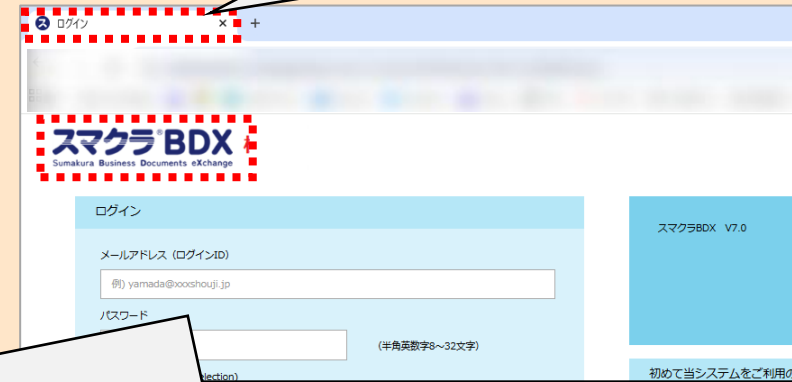 ログイン
スマクラ®BDX
Sumakura Business Documents eXchange
ログイン
メールアドレス（ログインID）
例) yamada@xxxshouji.jp
パスワード
（半角英数字8～32文字）
election)
スマクラBDX　V7.0
初めて当システムをご利用の